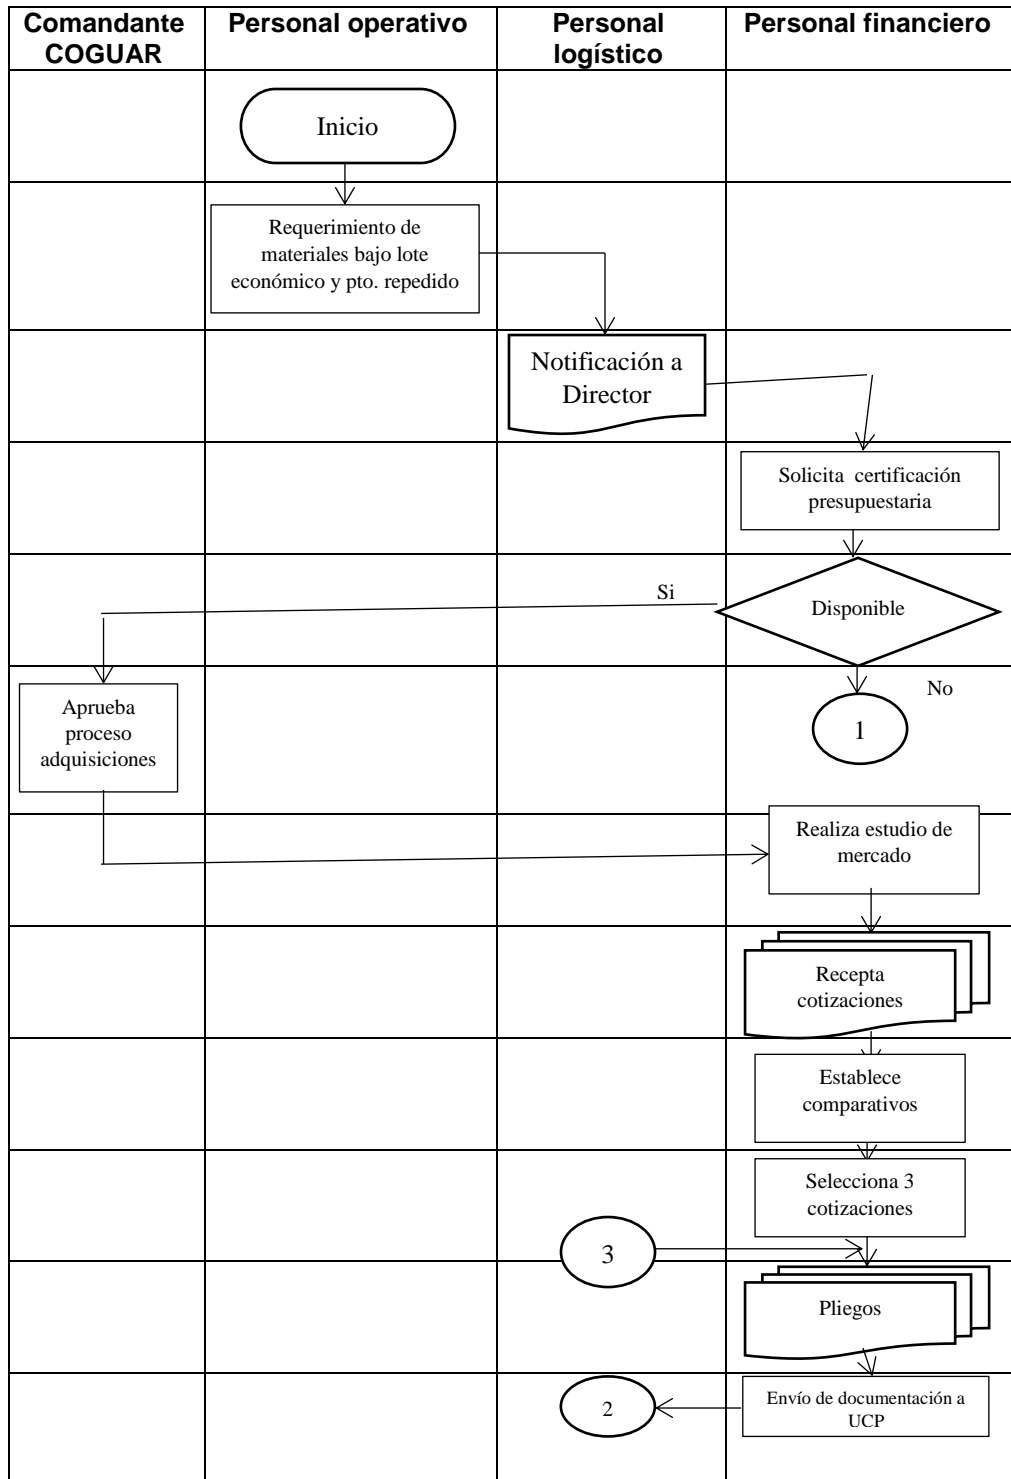 Comandante
COGUAR
Personal operativo
Personal
logístico
Personal financiero
Inicio
Requerimiento de
materiales bajo lote
económico y pto. repedido
Notificación a
Director
Solicita certificación
presupuestaria
Si
Disponible
No
1
Aprueba
proceso
adquisiciones
Realiza estudio de
mercado
Recepta
cotizaciones
Establece
comparativos
Selecciona 3
cotizaciones
3
Pliegos
2
Envío de documentación a
UCP